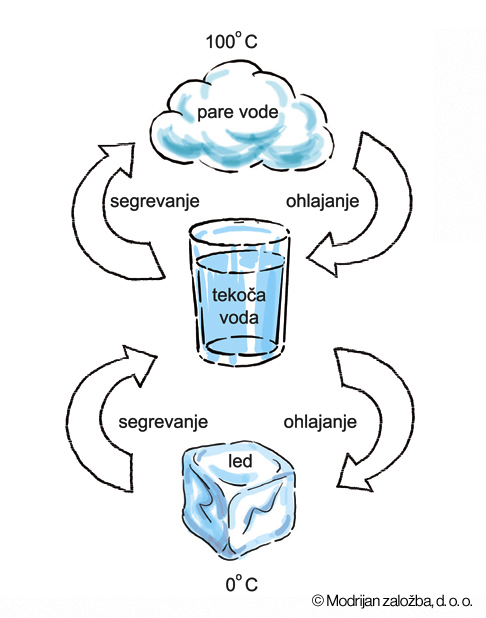 100° C
pare vode
segrevanje
ohlajanje
tekoča
voda
segrevanje
ohlajanje
led
0° C
© Modrijan založba, d. o. o.